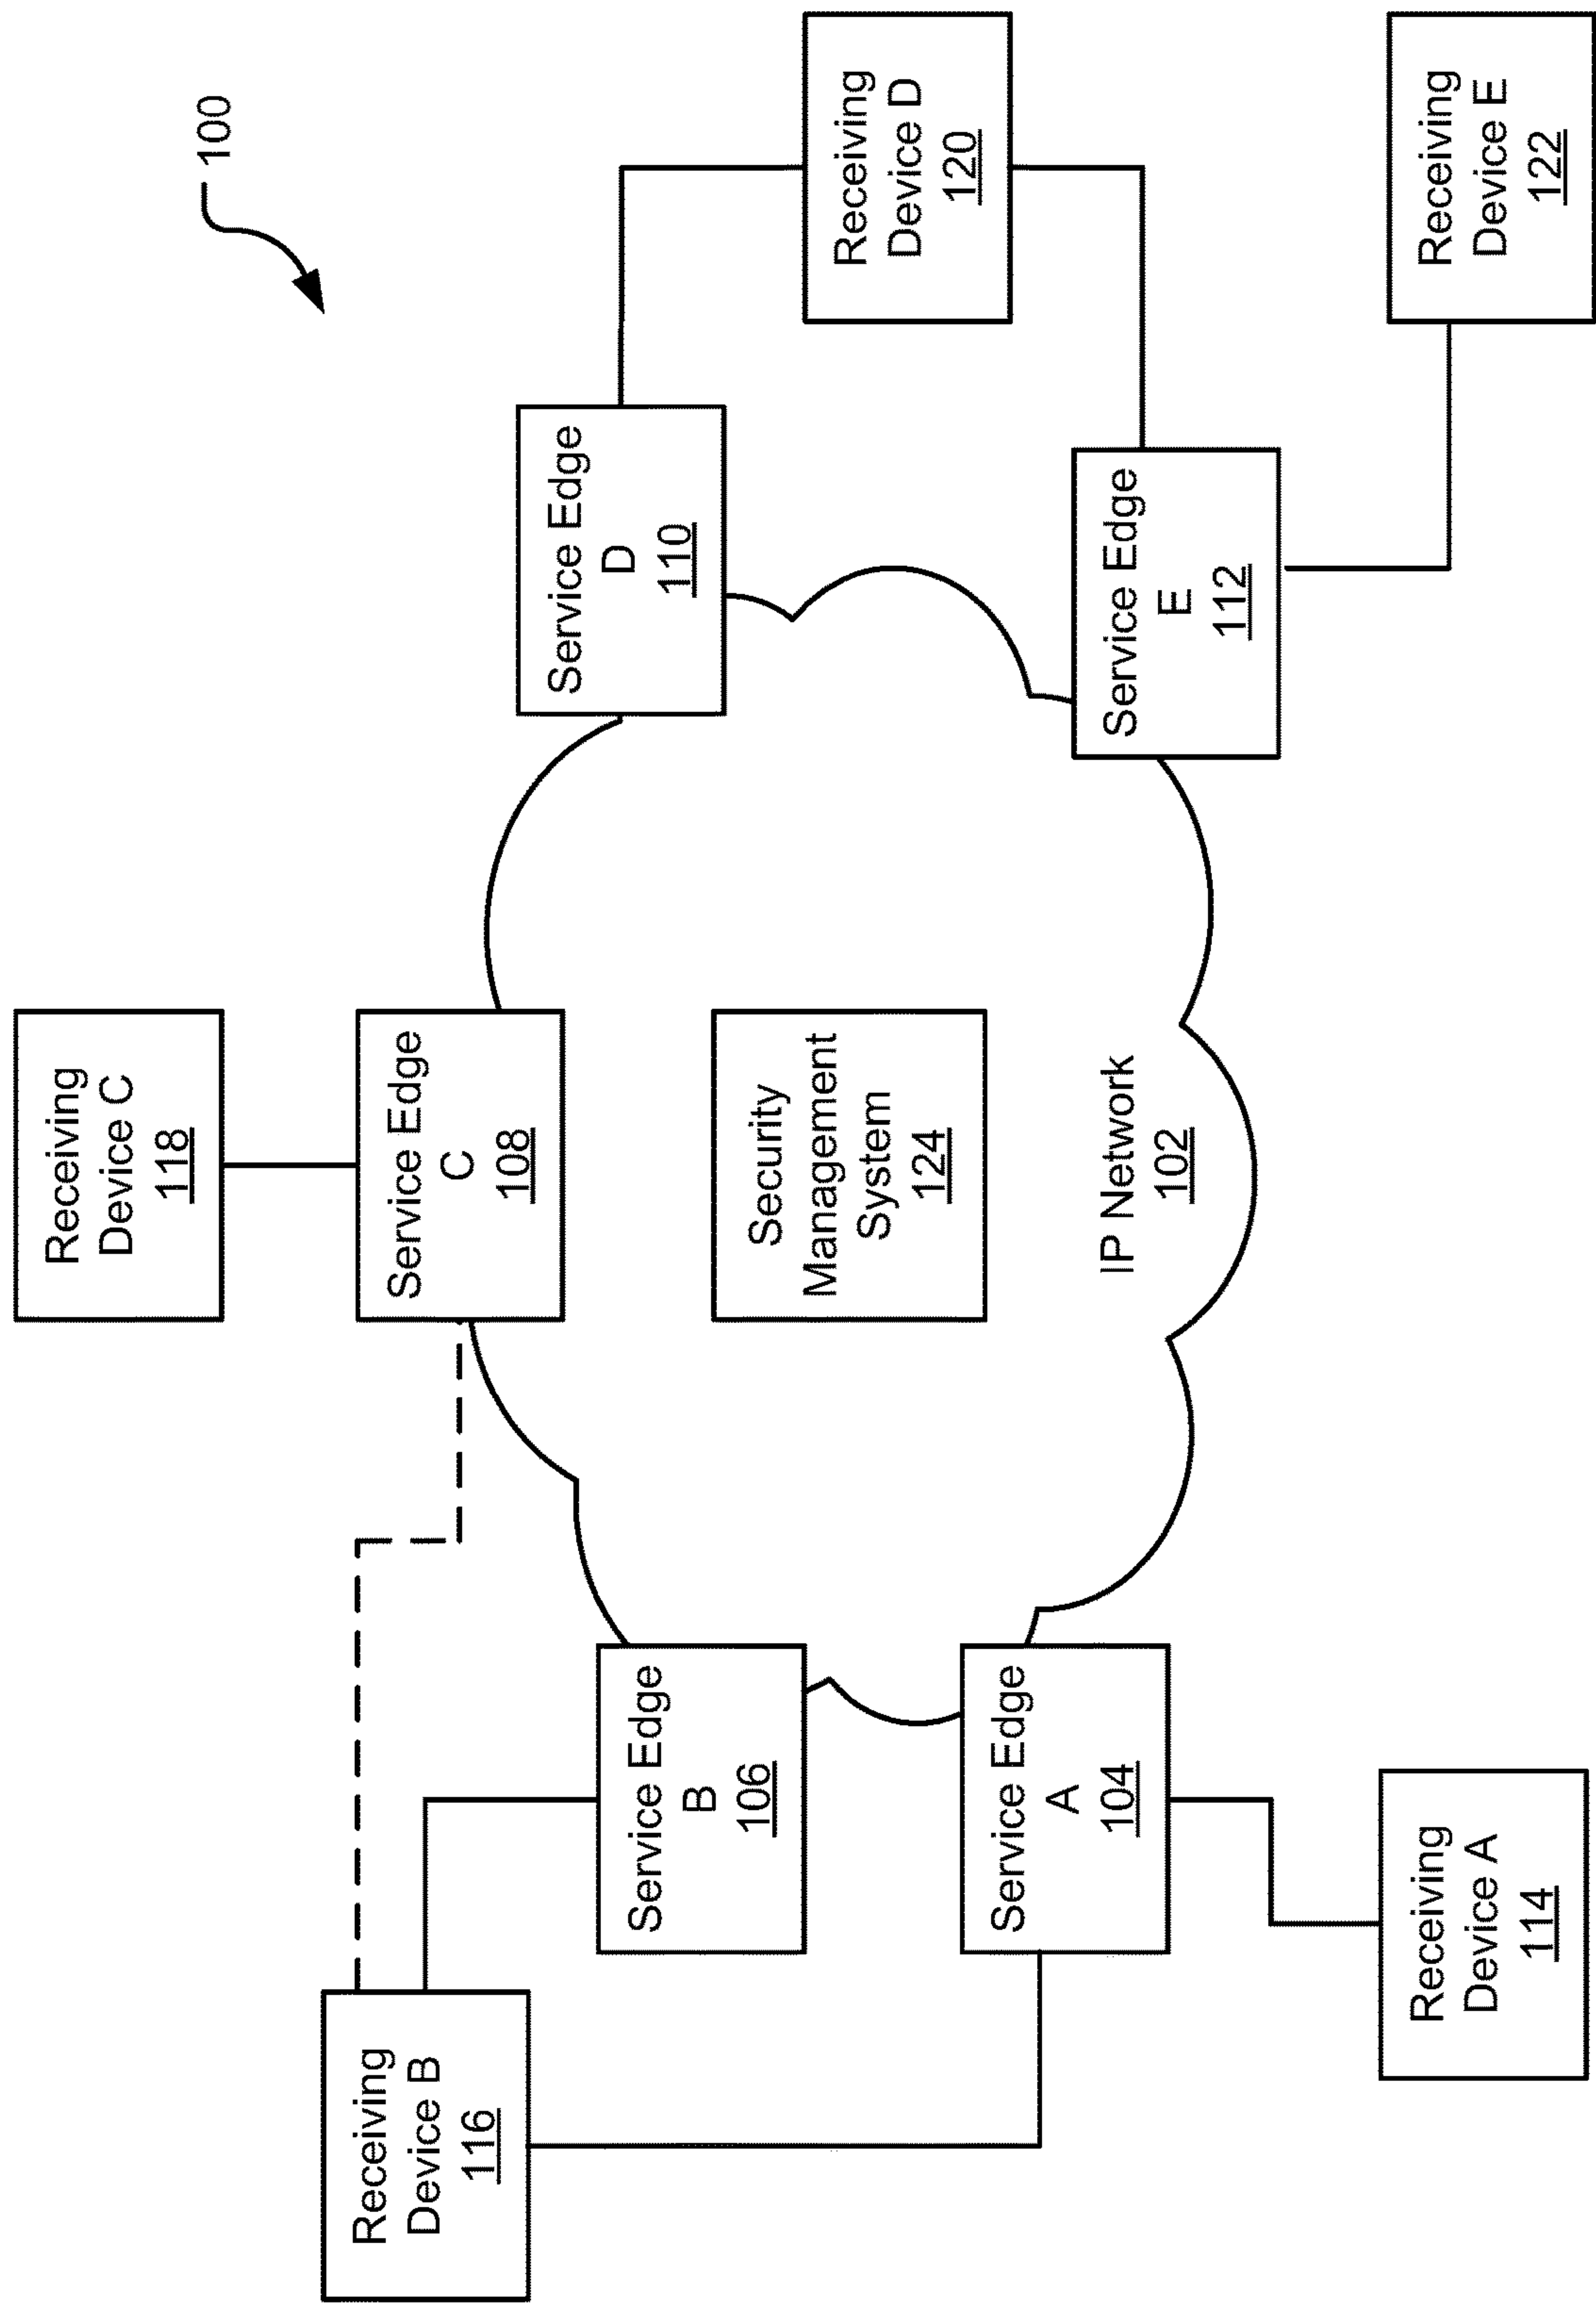 100
Receiving
Device C
118
Service Edge
C
108
Receiving
Device B
116
Service Edge
D
110
Service Edge
B
106
Security
Management
System
124
Receiving
Device D
120
Service Edge
A
104
IP Network
102
Service Edge
E
112
Receiving
Device A
114
Receiving
Device E
122